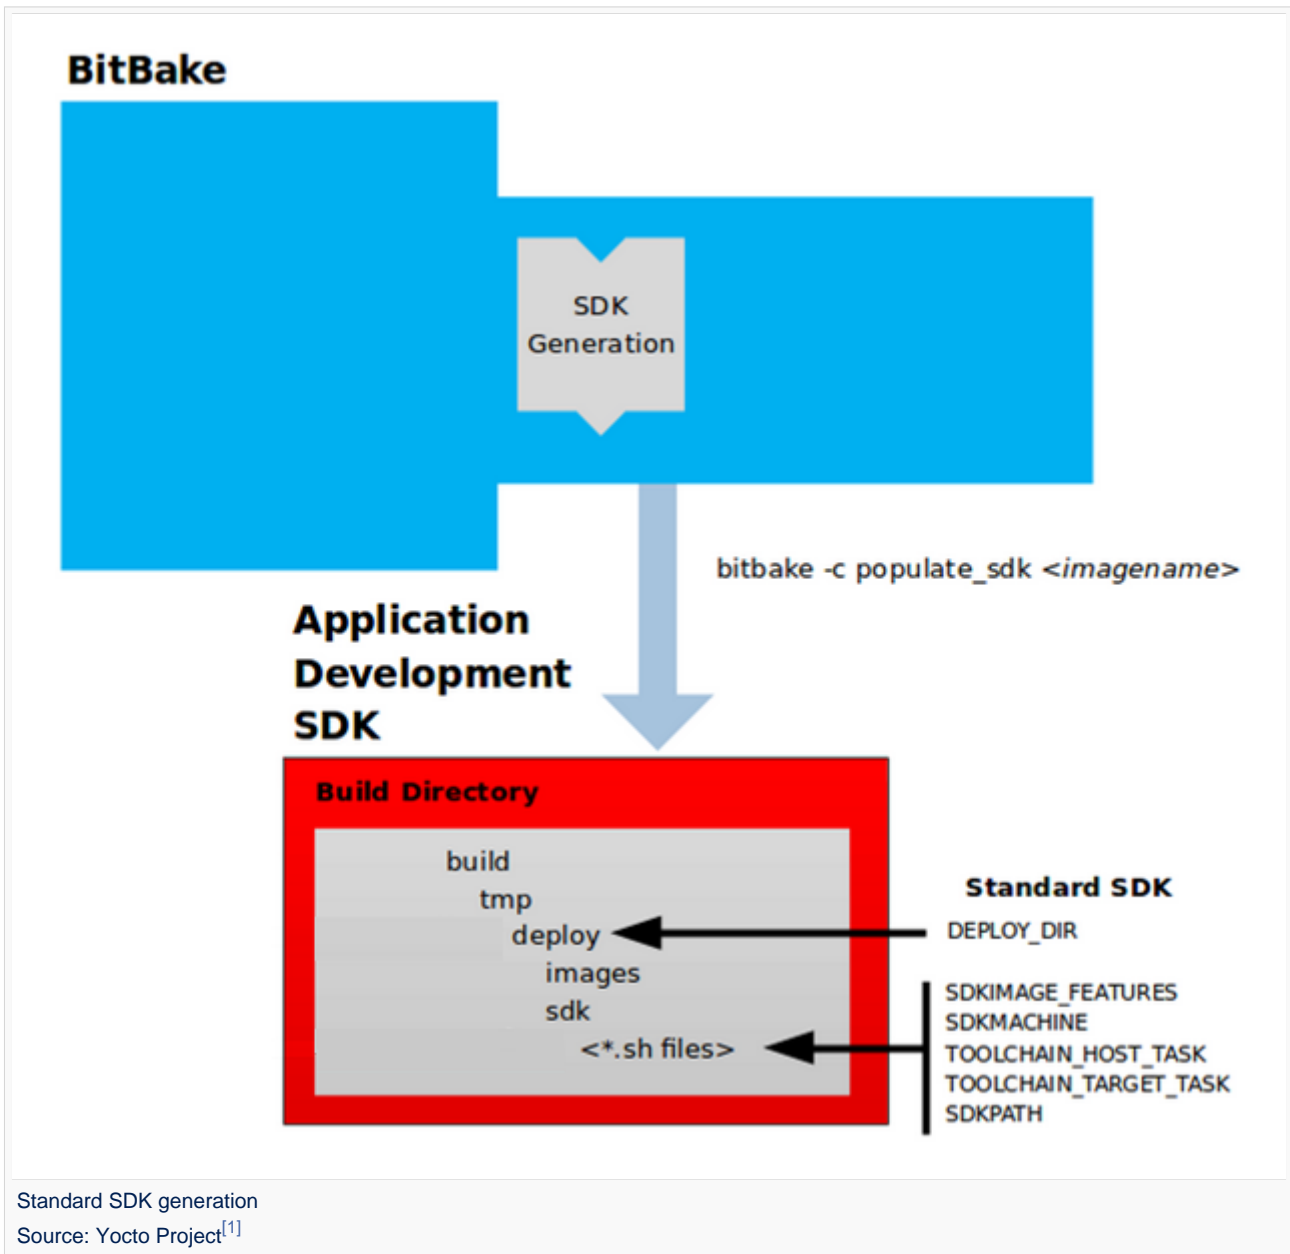 BitBake
SDK
Generation
bitbake -c populate_sdk <imagename>
Application
Development
SDK
Build Directory
build
tmp
deploy
images
sdk
<*.sh files>
Standard SDK
DEPLOY_DIR
SDKIMAGE_FEATURES
SDKMACHINE
TOOLCHAIN_HOST_TASK
TOOLCHAIN_TARGET_TASK
SDKPATH
Standard SDK generation
Source: Yocto Project[1]